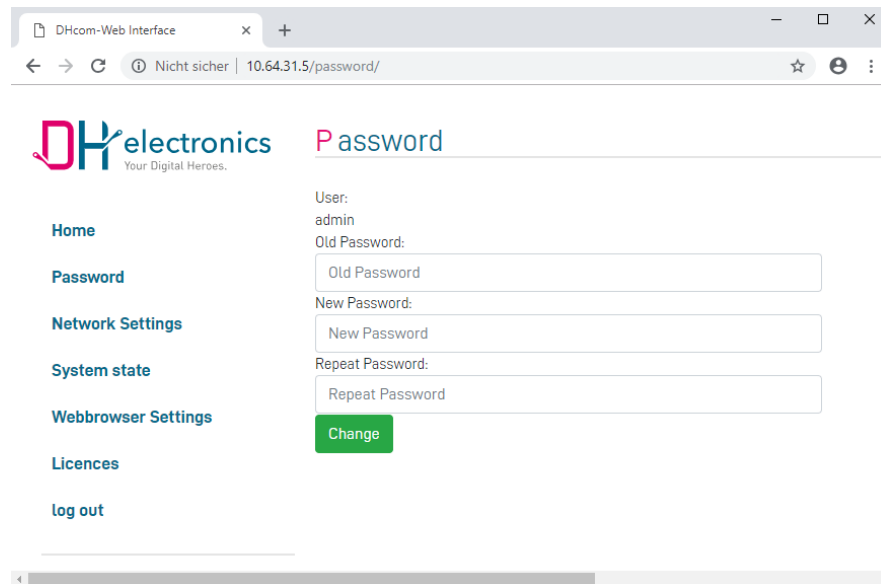 DHcom-Web Interface
Nicht sicher | 10.64.31.5/password/
DH electronics
Your Digital Heroes.
Password
User:
admin
Old Password:
Old Password
New Password:
New Password
Repeat Password:
Repeat Password
Change
Home
Password
Network Settings
System state
Webbrowser Settings
Licences
log out